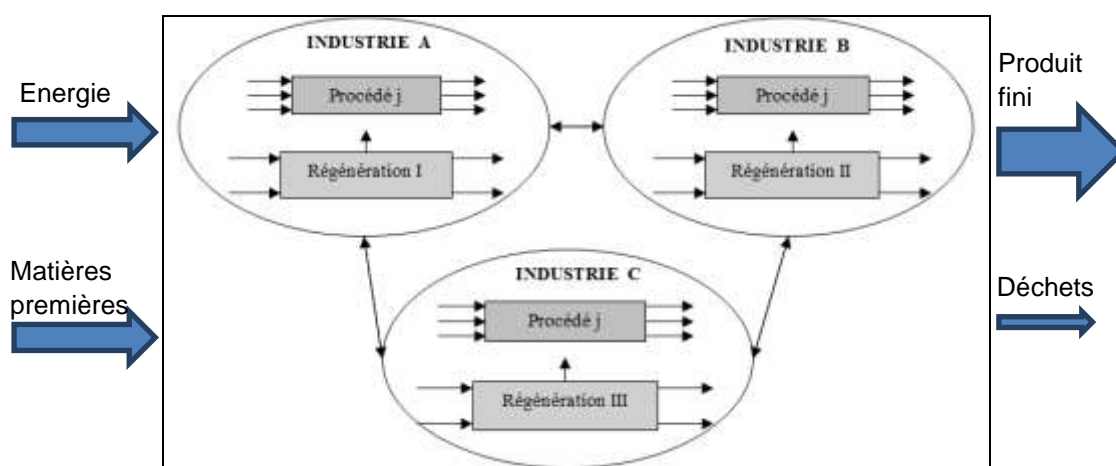 INDUSTRIE A
Procédé j
Régénération I
INDUSTRIE B
Procédé j
Régénération II
INDUSTRIE C
Procédé j
Régénération III
Energie
Matières
premières
Produit
fini
Déchets